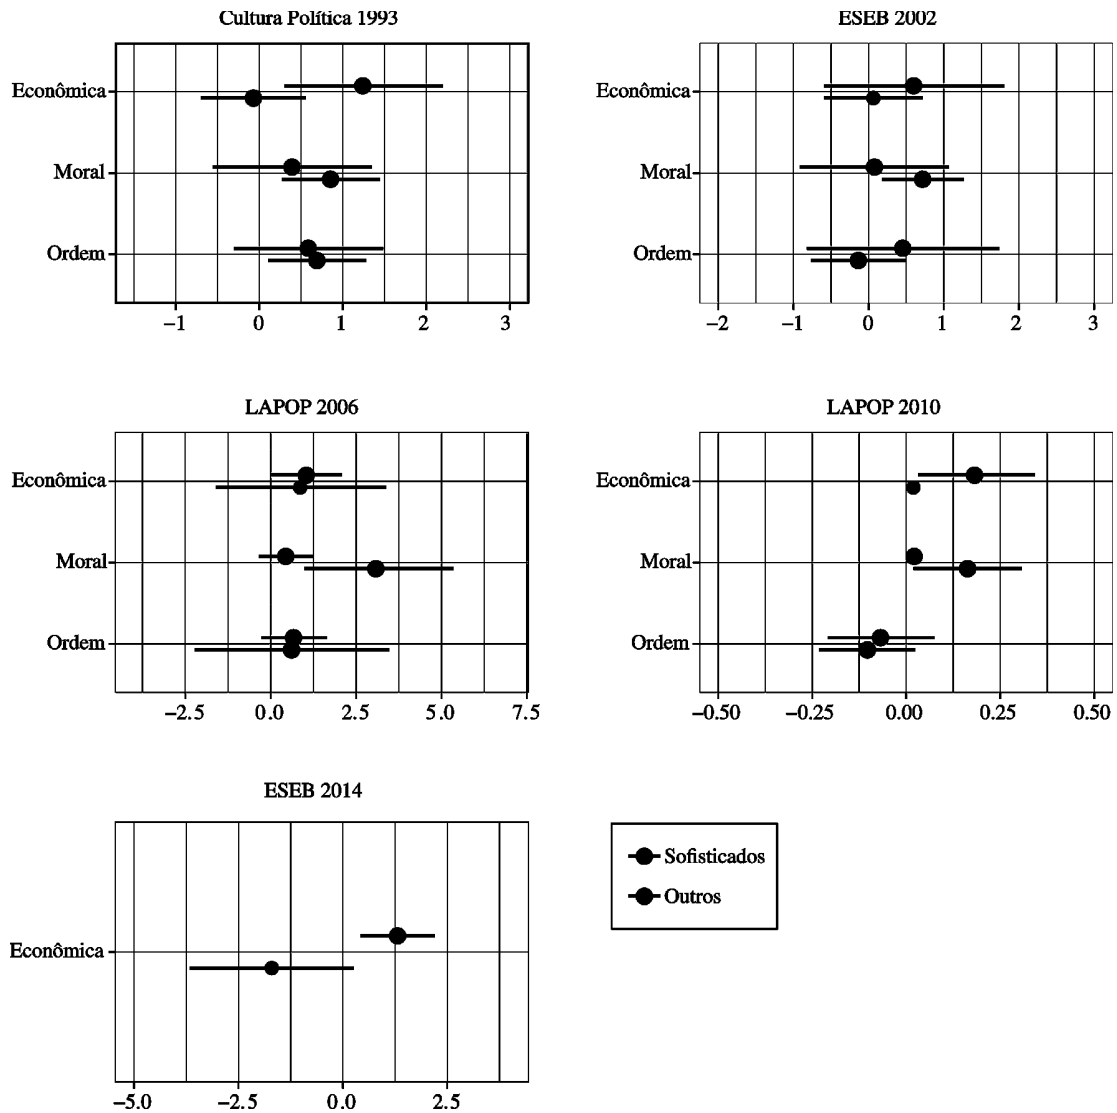 Cultura Política 1993
Econômica
Moral
Ordem
−1 0 1 2 3
ESEB 2002
Econômica
Moral
Ordem
−2 −1 0 1 2 3
LAPOP 2006
Econômica
Moral
Ordem
−2.5 0.0 2.5 5.0 7.5
LAPOP 2010
Econômica
Moral
Ordem
−0.50 −0.25 0.00 0.25 0.50
ESEB 2014
Econômica
−5.0 −2.5 0.0 2.5
Sofisticados
Outros